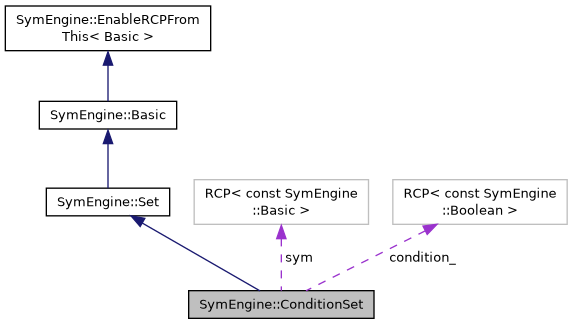 SymEngine::EnableRCPFrom
This< Basic >
SymEngine::Basic
SymEngine::Set
RCP< const SymEngine
::Basic >
RCP< const SymEngine
::Boolean >
sym
condition_
SymEngine::ConditionSet